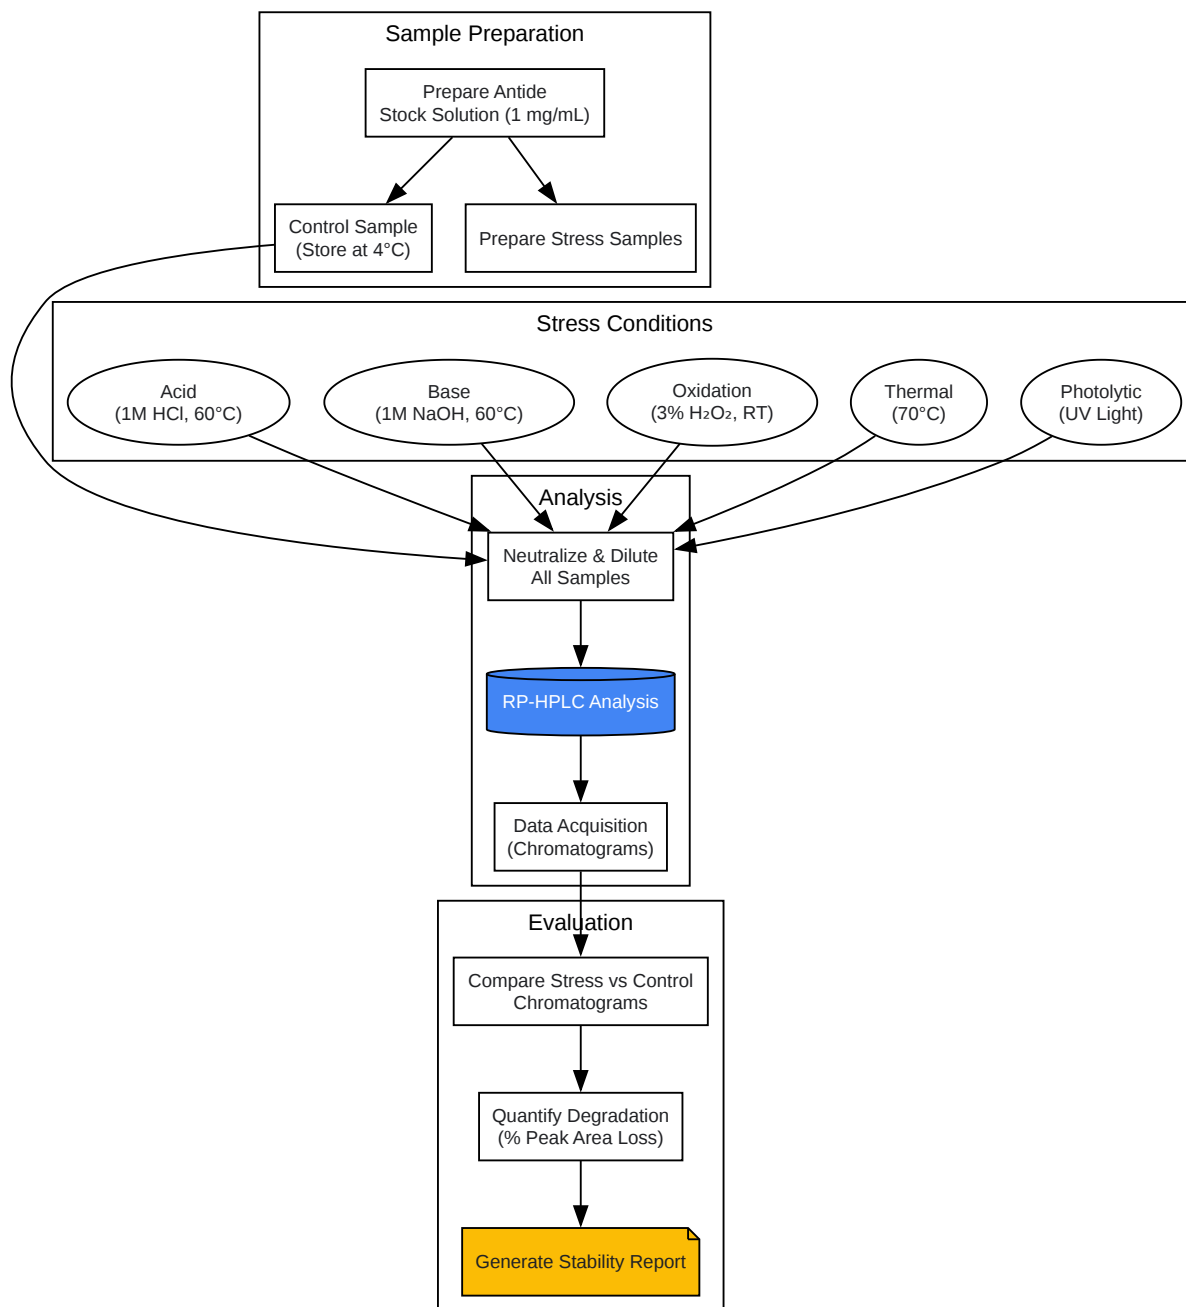 Sample Preparation
Prepare Antide
Stock Solution (1 mg/mL)
Control Sample
(Store at 4°C)
Prepare Stress Samples
Stress Conditions
Acid
(1M HCl, 60°C)
Base
(1M NaOH, 60°C)
Oxidation
(3% H₂O₂, RT)
Thermal
(70°C)
Photolytic
(UV Light)
Analysis
Neutralize & Dilute
All Samples
RP-HPLC Analysis
Data Acquisition
(Chromatograms)
Evaluation
Compare Stress vs Control
Chromatograms
Quantify Degradation
(% Peak Area Loss)
Generate Stability Report